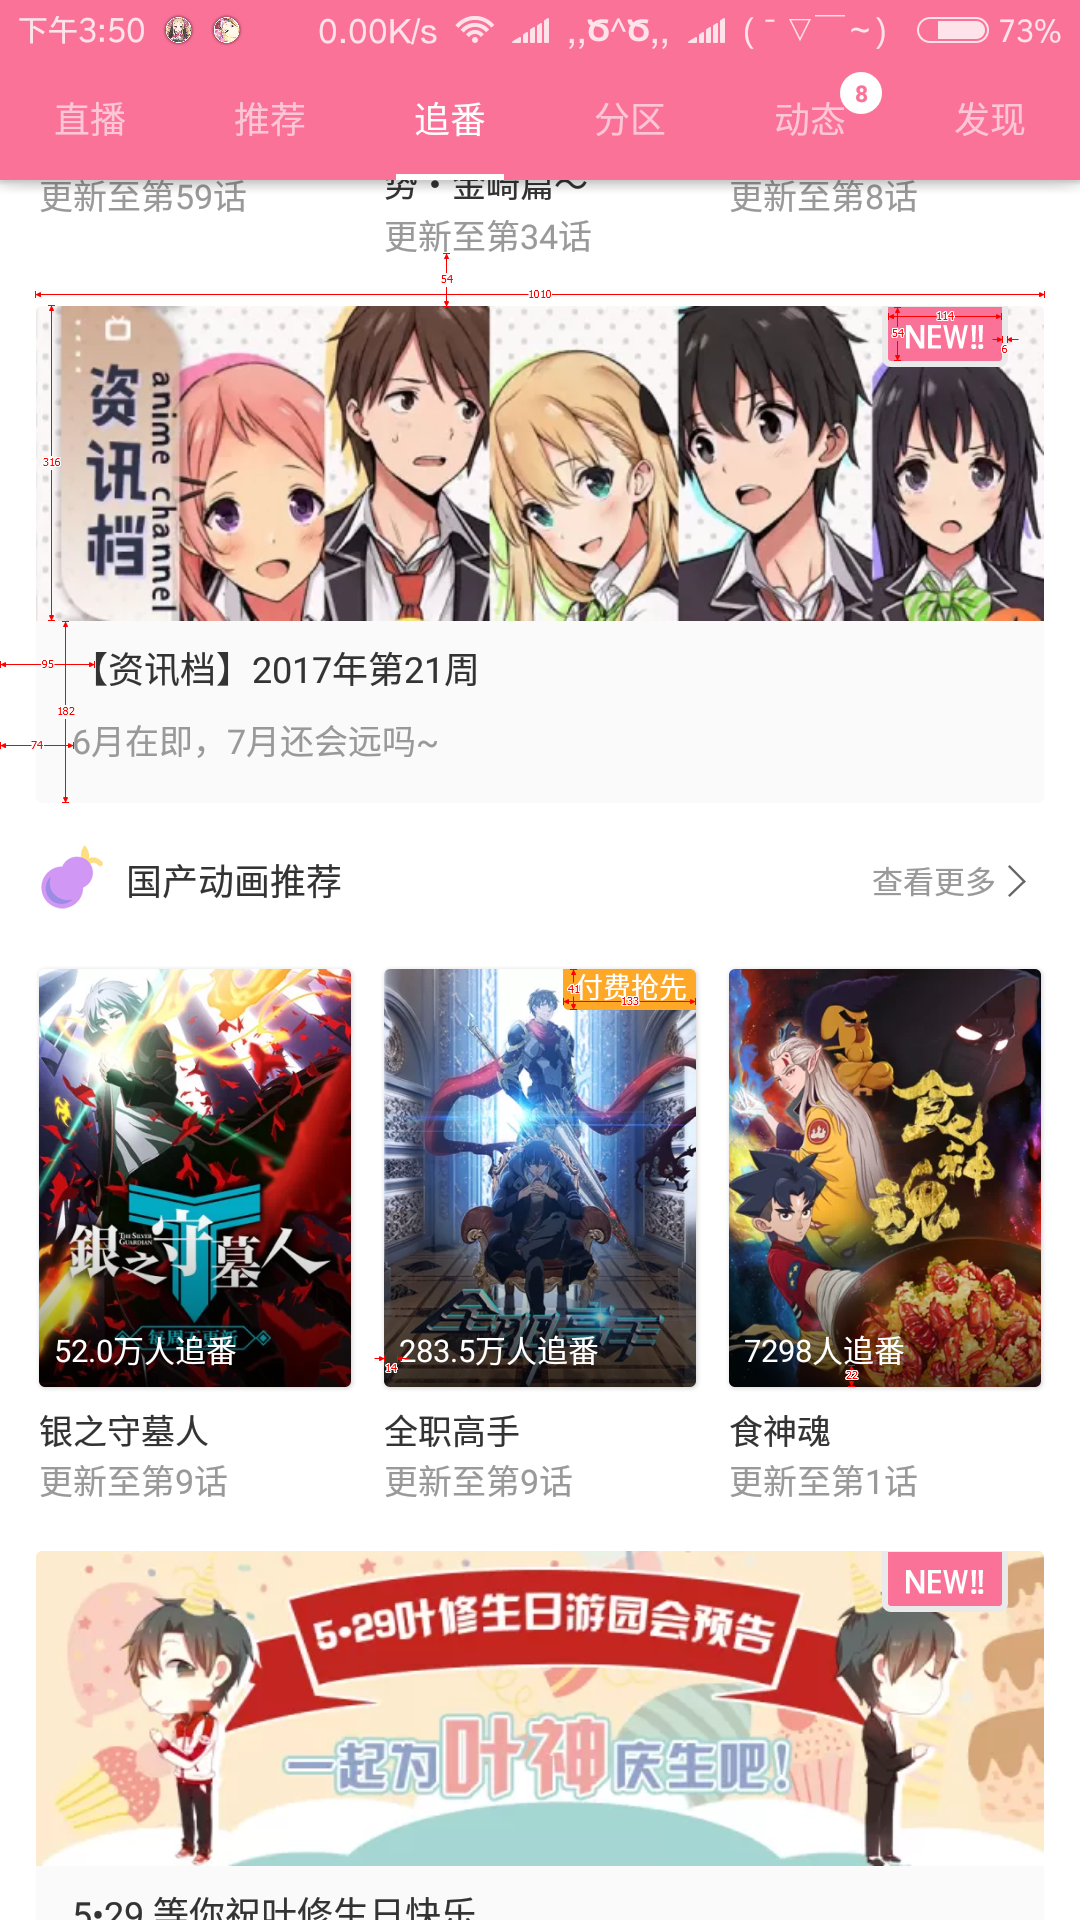 下午3:50 0.00K/s ,,Ծ^Ծ,, ( ¯ ▽ ¯ ~ ) 73%
直播 推荐 追番 分区 动态 8 发现
势・金崎篇～
更新至第59话 更新至第34话 更新至第8话
54
1010
资讯档
anime channel
114
54
NEW!!
6
316
95
【资讯档】2017年第21周
182
74
6月在即，7月还会远吗~
国产动画推荐 查看更多
付费抢先
41
133
銀之守墓人
THE SILVER GUARDIAN
食神魂
52.0万人追番 283.5万人追番 7298人追番
14
22
银之守墓人 全职高手 食神魂
更新至第9话 更新至第9话 更新至第1话
NEW!!
5•29叶修生日游园会预告
一起为叶神庆生吧!
5•29 等你祝叶修生日快乐